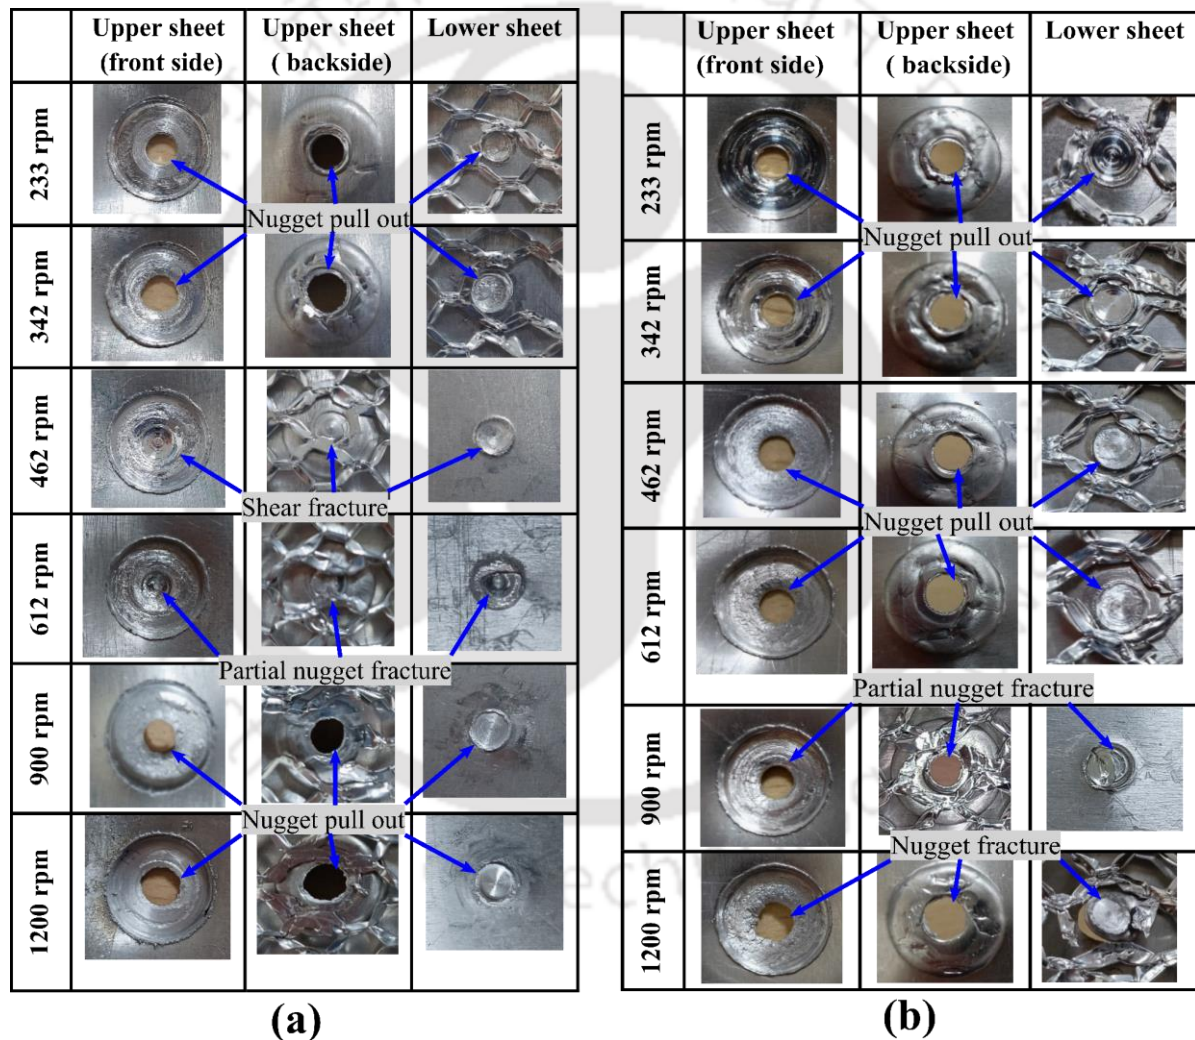 Upper sheet
(front side)
Upper sheet
( backside)
Lower sheet
233 rpm
Nugget pull out
342 rpm
462 rpm
Shear fracture
612 rpm
Partial nugget fracture
900 rpm
Nugget pull out
1200 rpm
(a)
Upper sheet
(front side)
Upper sheet
( backside)
Lower sheet
233 rpm
Nugget pull out
342 rpm
462 rpm
Nugget pull out
612 rpm
Partial nugget fracture
900 rpm
Nugget fracture
1200 rpm
(b)